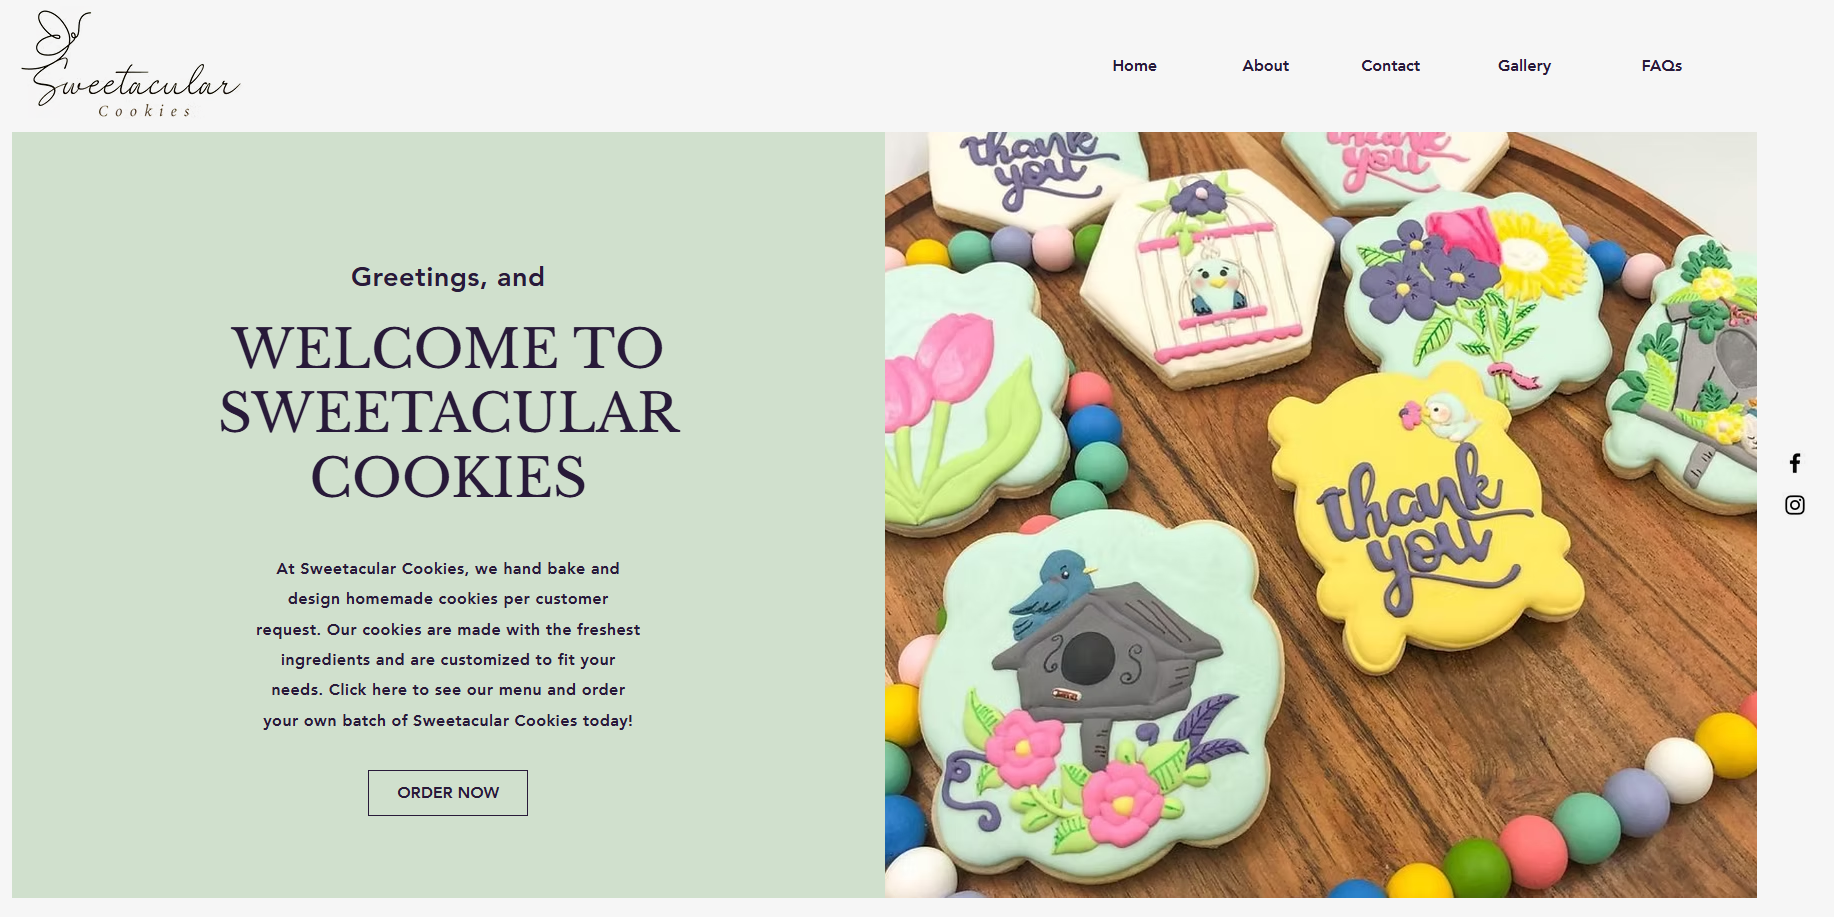 Sweetacular
Cookies
Home
About
Contact
Gallery
FAQs
Greetings, and
WELCOME TO
SWEETACULAR
COOKIES
At Sweetacular Cookies, we hand bake and
design homemade cookies per customer
request. Our cookies are made with the freshest
ingredients and are customized to fit your
needs. Click here to see our menu and order
your own batch of Sweetacular Cookies today!
ORDER NOW
thank
you
thank
you
thank
you